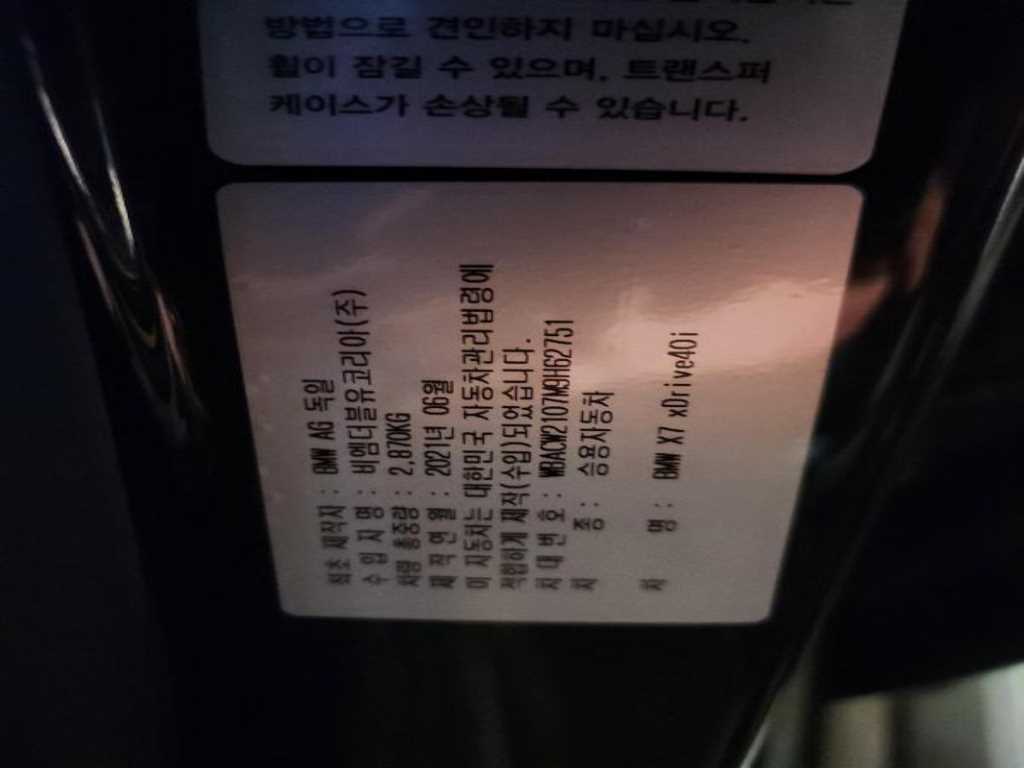 방법으로 견인하지 마십시오.
휠이 잠길 수 있으며, 트랜스퍼
케이스가 손상될 수 있습니다.
최초 제작자 : BMW AG 독일
수 입 자 명 : 비엠더블유코리아(주)
차량 총중량 : 2,870KG
제 작 연 월 : 2021년 06월
이 자동차는 대한민국 자동차관리법령에
적합하게 제작(수입)되었습니다.
차 대 번 호 : WBACW2107M9H62751
차 종 : 승용자동차
차 명 : BMW X7 xDrive40i